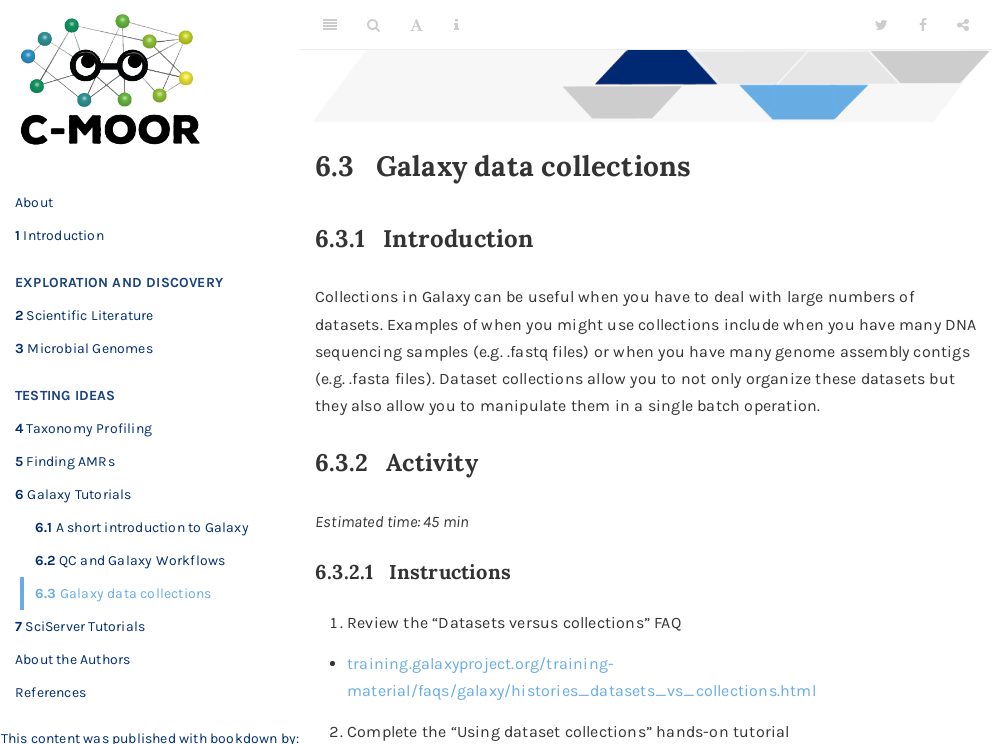 C-MOOR
About
1 Introduction
EXPLORATION AND DISCOVERY
2 Scientific Literature
3 Microbial Genomes
TESTING IDEAS
4 Taxonomy Profiling
5 Finding AMRs
6 Galaxy Tutorials
6.1 A short introduction to Galaxy
6.2 QC and Galaxy Workflows
6.3 Galaxy data collections
7 SciServer Tutorials
About the Authors
References
This content was published with bookdown by:
6.3 Galaxy data collections
6.3.1 Introduction
Collections in Galaxy can be useful when you have to deal with large numbers of
datasets. Examples of when you might use collections include when you have many DNA
sequencing samples (e.g. .fastq files) or when you have many genome assembly contigs
(e.g. .fasta files). Dataset collections allow you to not only organize these datasets but
they also allow you to manipulate them in a single batch operation.
6.3.2 Activity
Estimated time: 45 min
6.3.2.1 Instructions
1. Review the “Datasets versus collections” FAQ
• training.galaxyproject.org/training-
material/faqs/galaxy/histories_datasets_vs_collections.html
2. Complete the “Using dataset collections” hands-on tutorial